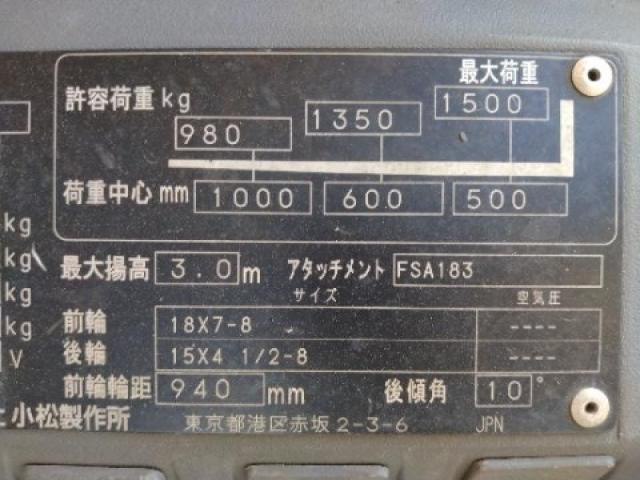 最大荷重
許容荷重 kg 980 1350 1500
荷重中心 mm 1000 600 500
kg
kg 最大揚高 3.0 m アタッチメント FSA183
kg サイズ 空気圧
kg 前輪 18X7-8 ----
V 後輪 15X4 1/2-8 ----
前輪輪距 940 mm 後傾角 10°
小松製作所 東京都港区赤坂2-3-6 JPN